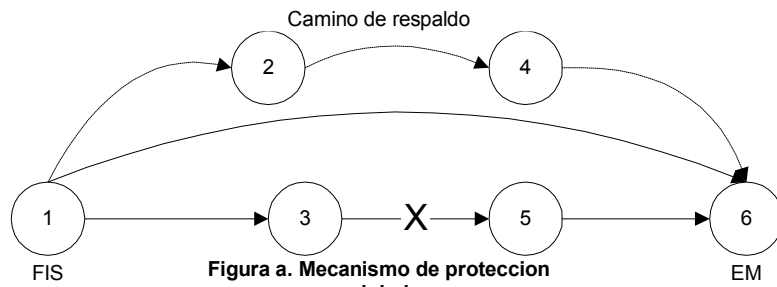 Camino de respaldo
2
4
1
3
X
5
6
FIS
Figura a. Mecanismo de proteccion
EM